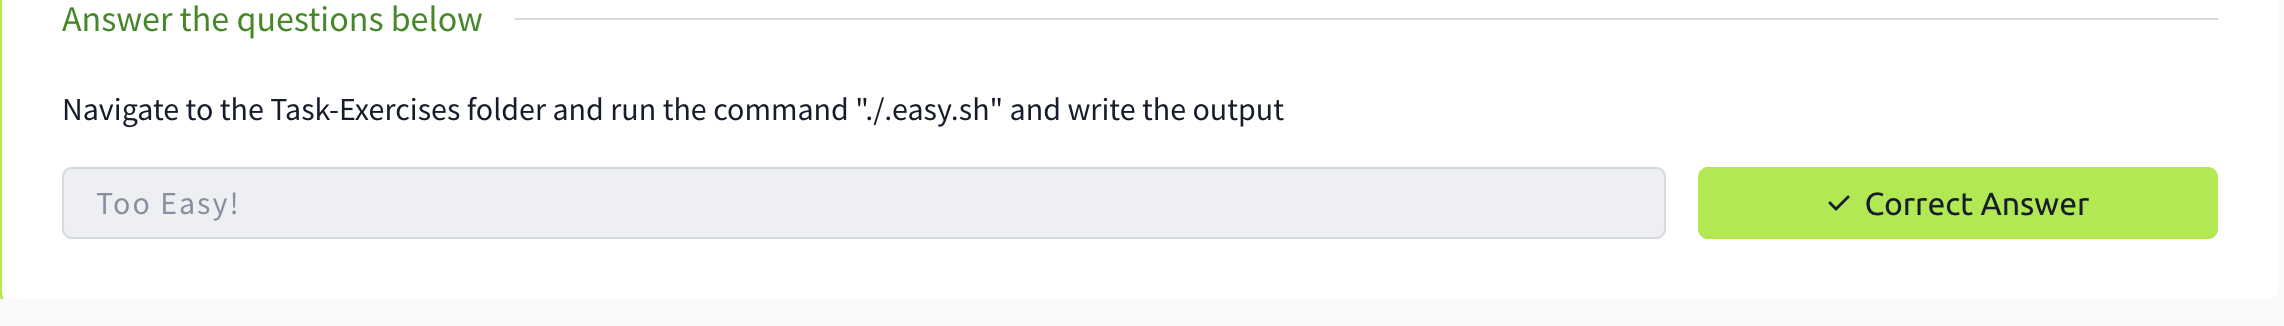 Answer the questions below
Navigate to the Task-Exercises folder and run the command "./.easy.sh" and write the output
Too Easy!
✓ Correct Answer